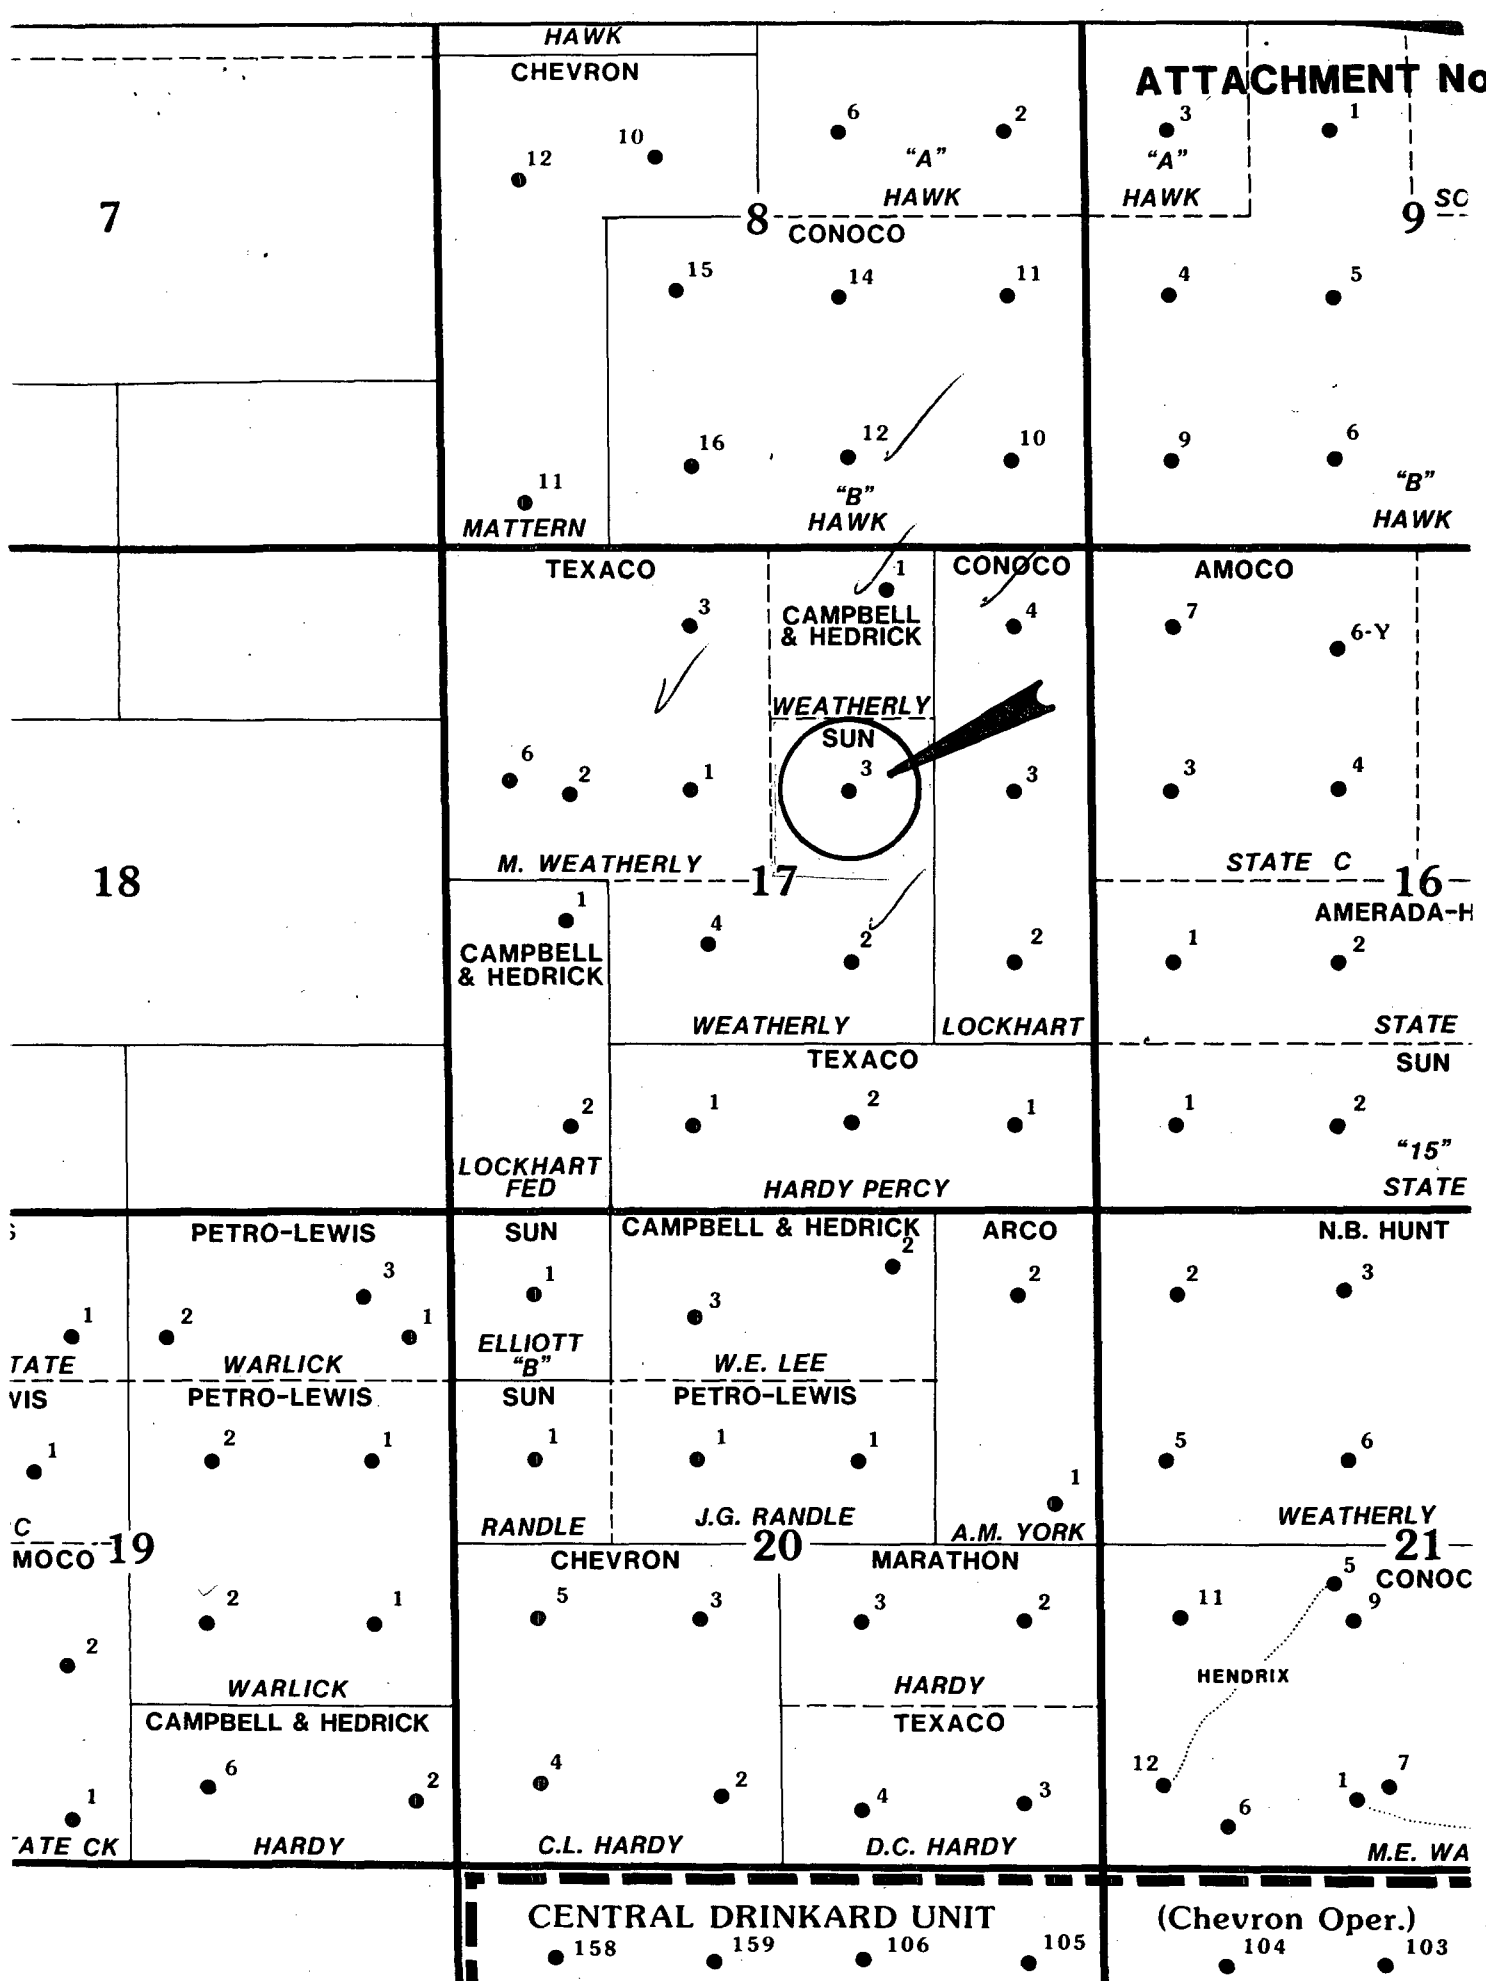 HAWK
CHEVRON
ATTACHMENT No
6
2
3
1
10
12
"A"
"A"
HAWK
HAWK
7
8
9
SO
CONOCO
15
14
11
4
5
16
12
10
9
6
11
"B"
"B"
MATTERN
HAWK
HAWK
TEXACO
1
CONOCO
AMOCO
3
CAMPBELL
& HEDRICK
4
7
6-Y
WEATHERLY
SUN
6
2
1
3
3
3
4
M. WEATHERLY
STATE C
18
17
16
1
AMERADA-H
4
CAMPBELL
& HEDRICK
2
2
1
2
WEATHERLY
LOCKHART
STATE
TEXACO
SUN
2
1
2
1
1
2
"15"
LOCKHART
FED
HARDY PERCY
STATE
S
PETRO-LEWIS
SUN
CAMPBELL & HEDRICK
ARCO
N.B. HUNT
2
3
1
2
2
3
1
2
1
3
ELLIOTT
"B"
TATE
WARLICK
W.E. LEE
WIS
PETRO-LEWIS
SUN
PETRO-LEWIS
1
2
1
1
1
1
5
6
1
C
RANDLE
J.G. RANDLE
A.M. YORK
WEATHERLY
19
20
21
MOCO
CHEVRON
MARATHON
5
CONOC
2
1
5
3
3
2
11
9
2
WARLICK
HARDY
HENDRIX
CAMPBELL & HEDRICK
TEXACO
6
2
4
2
4
3
12
6
1
7
1
ATE CK
HARDY
C.L. HARDY
D.C. HARDY
M.E. WA
CENTRAL DRINKARD UNIT
(Chevron Oper.)
158
159
106
105
104
103